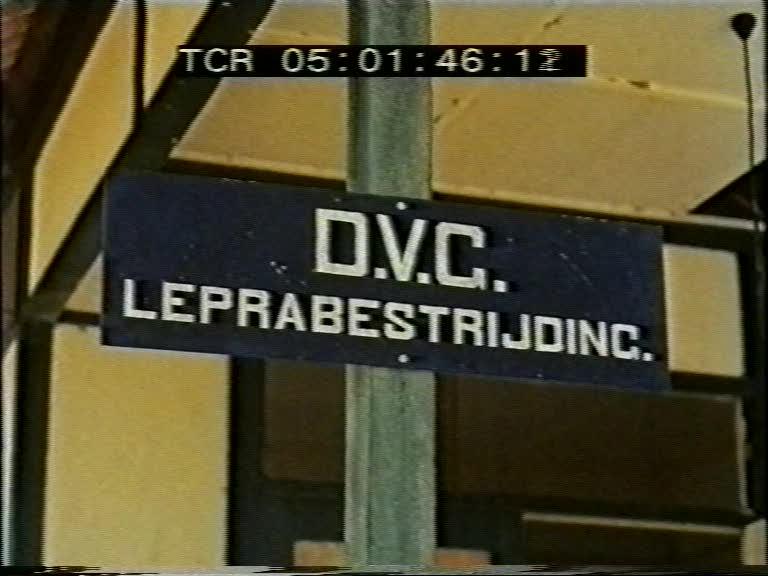 TCR 05:01:46:12
D.V.G.
LEPRABESTRIJDING.